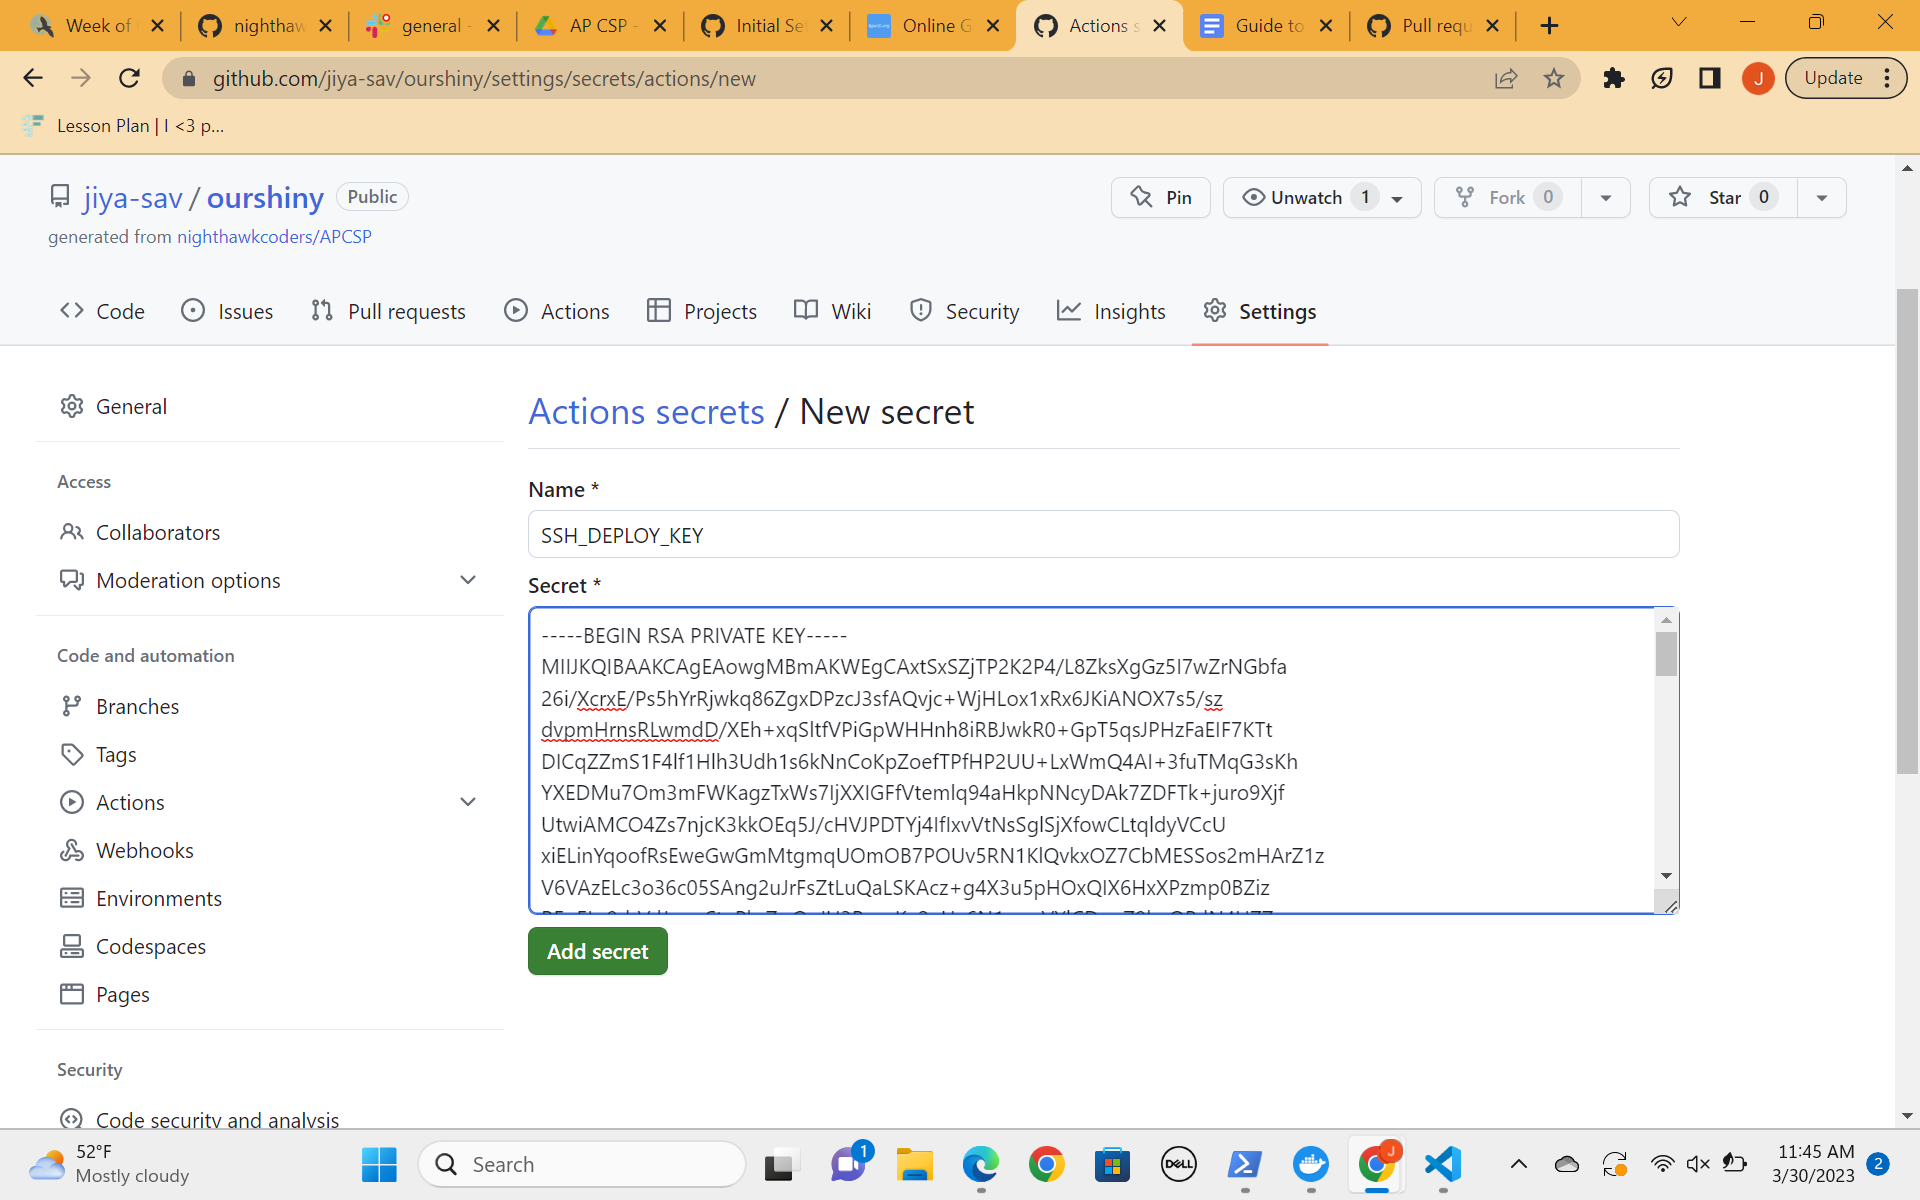 Week of
nighthaw
general -
AP CSP -
Initial Se
Online G
Actions s
Guide to
Pull requ
github.com/jiya-sav/ourshiny/settings/secrets/actions/new
J
Update
Lesson Plan | I <3 p...
jiya-sav / ourshiny Public
Pin
Unwatch 1
Fork 0
Star 0
generated from nighthawkcoders/APCSP
Code
Issues
Pull requests
Actions
Projects
Wiki
Security
Insights
Settings
General
Access
Collaborators
Moderation options
Code and automation
Branches
Tags
Actions
Webhooks
Environments
Codespaces
Pages
Security
Code security and analysis
Actions secrets / New secret
Name *
SSH_DEPLOY_KEY
Secret *
-----BEGIN RSA PRIVATE KEY-----
MIIJKQIBAAKCAgEAowgMBmAKWEgCAxtSxSZjTP2K2P4/L8ZksXgGz5I7wZrNGbfa
26i/XcrxE/Ps5hYrRjwkq86ZgxDPzcJ3sfAQvjc+WjHLox1xRx6JKiANOX7s5/sz
dvpmHrnsRLwmdD/XEh+xqSltfVPiGpWHHnh8iRBJwkR0+GpT5qsJPHzFaEIF7KTt
DICqZZmS1F4lf1Hlh3Udh1s6kNnCoKpZoefTPfHP2UU+LxWmQ4AI+3fuTMqG3sKh
YXEDMu7Om3mFWKagzTxWs7IjXXIGFfVtemlq94aHkpNNcyDAk7ZDFTk+juro9Xjf
UtwiAMCO4Zs7njcK3kkOEq5J/cHVJPDTYj4IfIxvVtNsSglSjXfowCLtqldyVCcU
xiELinYqoofRsEweGwGmMtgmqUOmOB7POUv5RN1KlQvkxOZ7CbMESSos2mHArZ1z
V6VAzELc3o36c05SAng2uJrFsZtLuQaLSKAcz+g4X3u5pHOxQIX6HxXPzmp0BZiz
Add secret
52°F
Mostly cloudy
Search
1
DELL
J
11:45 AM
3/30/2023
2